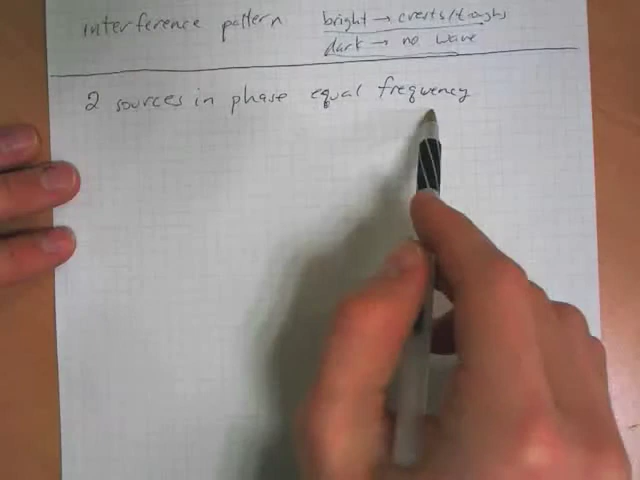 interference pattern bright → crests/troughs
dark → no wave
2 sources in phase equal frequency